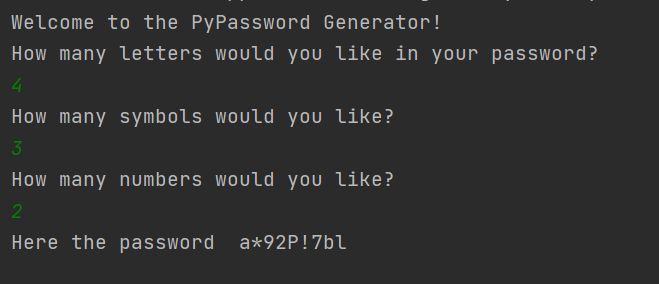 Welcome to the PyPassword Generator!
How many letters would you like in your password?
4
How many symbols would you like?
3
How many numbers would you like?
2
Here the password  a*92P!7bl